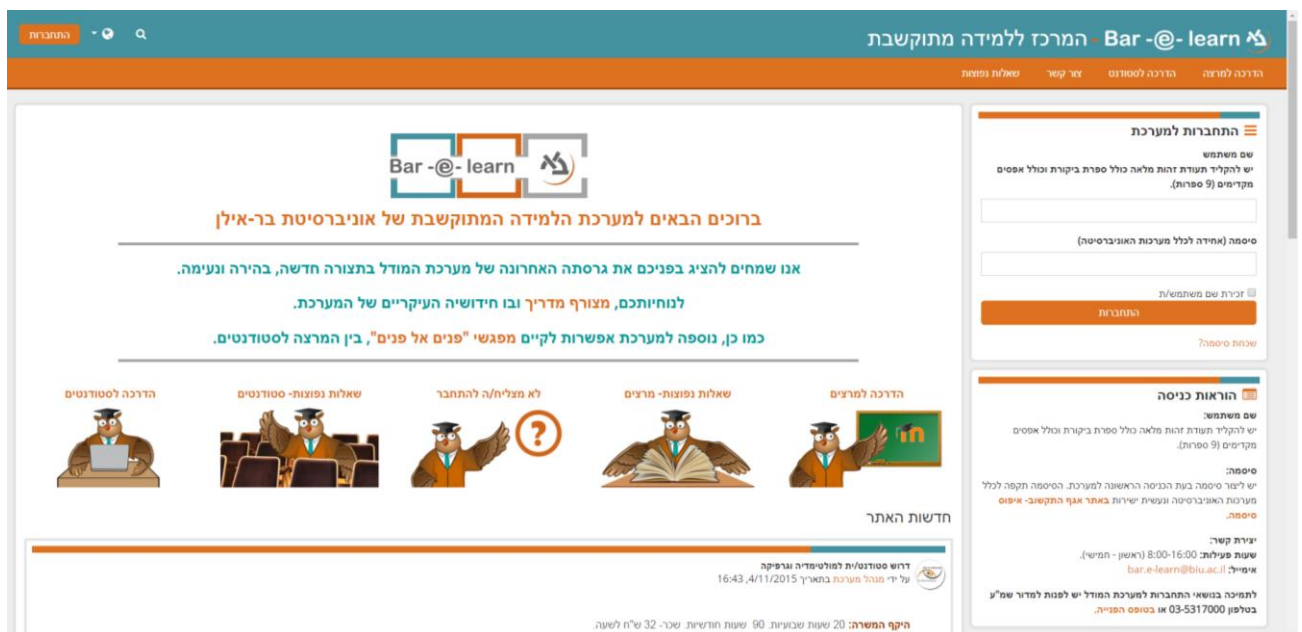 Bar -@- learn - המרכז ללמידה מתוקשבת
התחברות
הדרכה למרצה
הדרכה לסטודנט
צור קשר
שאלות נפוצות
התחברות למערכת
שם משתמש
יש להקליד תעודת זהות מלאה כולל ספרת ביקורת וכולל אפסים
מקדימים (9 ספרות).
סיסמה (אחידה לכלל מערכות האוניברסיטה)
זכירת שם משתמש/ת
התחברות
שכחת סיסמה?
הוראות כניסה
שם משתמש:
יש להקליד תעודת זהות מלאה כולל ספרת ביקורת וכולל אפסים
מקדימים (9 ספרות).
סיסמה:
יש ליצור סיסמה בעת הכניסה הראשונה למערכת. הסיסמה תקפה לכלל
מערכות האוניברסיטה ונעשית ישירות באתר אגף התקשוב- איפוס
סיסמה.
יצירת קשר:
שעות פעילות: 8:00-16:00 (ראשון - חמישי).
אימייל: bar.e-learn@biu.ac.il
לתמיכה בנושאי התחברות למערכת המודל יש לפנות למדור שמ"ע
בטלפון 03-5317000 או בטופס הפנייה.
Bar -@- learn
ברוכים הבאים למערכת הלמידה המתוקשבת של אוניברסיטת בר-אילן
אנו שמחים להציג בפניכם את גרסתה האחרונה של מערכת המודל בתצורה חדשה, בהירה ונעימה.
לנוחיותכם, מצורף מדריך ובו חידושיה העיקריים של המערכת.
כמו כן, נוספה למערכת אפשרות לקיים מפגשי "פנים אל פנים", בין המרצה לסטודנטים.
הדרכה למרצים
שאלות נפוצות- מרצים
לא מצליח/ה להתחבר
שאלות נפוצות- סטודנטים
הדרכה לסטודנטים
חדשות האתר
דרוש סטודנט/ית למולטימדיה וגרפיקה
על ידי מנהל מערכת בתאריך 4/11/2015, 16:43
היקף המשרה: 20 שעות שבועיות. 90 שעות חודשיות. שכר- 32 ש"ח לשעה.